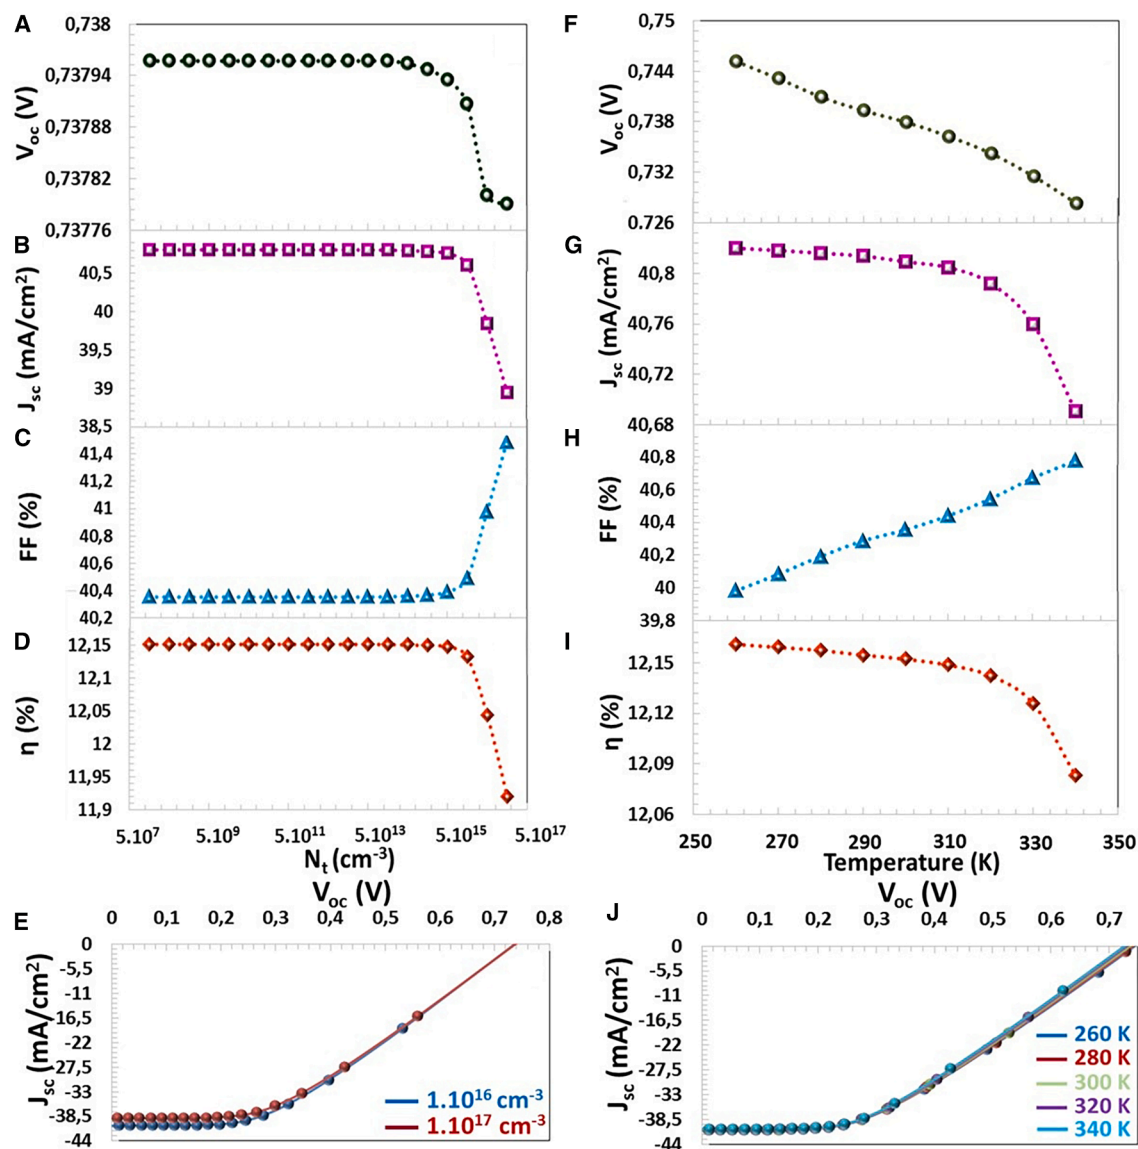 A
V_oc (V)
0,738
0,73794
0,73788
0,73782
0,73776
B
J_sc (mA/cm²)
40,5
40
39,5
39
38,5
C
FF (%)
41,4
41,2
41
40,8
40,6
40,4
40,2
D
η (%)
12,15
12,1
12,05
12
11,95
11,9
5.10⁷ 5.10⁹ 5.10¹¹ 5.10¹³ 5.10¹⁵ 5.10¹⁷
N_t (cm⁻³)
E
V_oc (V)
0 0,1 0,2 0,3 0,4 0,5 0,6 0,7 0,8
J_sc (mA/cm²)
0
-5,5
-11
-16,5
-22
-27,5
-33
-38,5
-44
1.10¹⁶ cm⁻³
1.10¹⁷ cm⁻³
F
V_oc (V)
0,75
0,744
0,738
0,732
0,726
G
J_sc (mA/cm²)
40,8
40,76
40,72
40,68
H
FF (%)
40,8
40,6
40,4
40,2
40
39,8
I
η (%)
12,15
12,12
12,09
12,06
250 270 290 310 330 350
Temperature (K)
J
V_oc (V)
0 0,1 0,2 0,3 0,4 0,5 0,6 0,7
J_sc (mA/cm²)
0
-5,5
-11
-16,5
-22
-27,5
-33
-38,5
-44
260 K
280 K
300 K
320 K
340 K